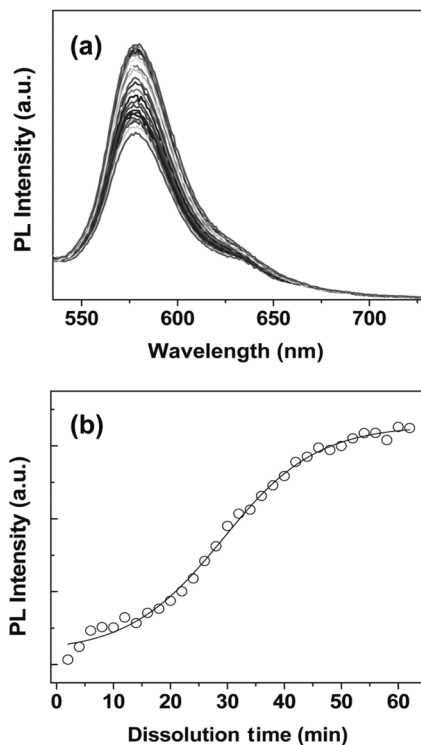 (a)
PL Intensity (a.u.)
550 600 650 700
Wavelength (nm)
(b)
PL Intensity (a.u.)
0 10 20 30 40 50 60
Dissolution time (min)